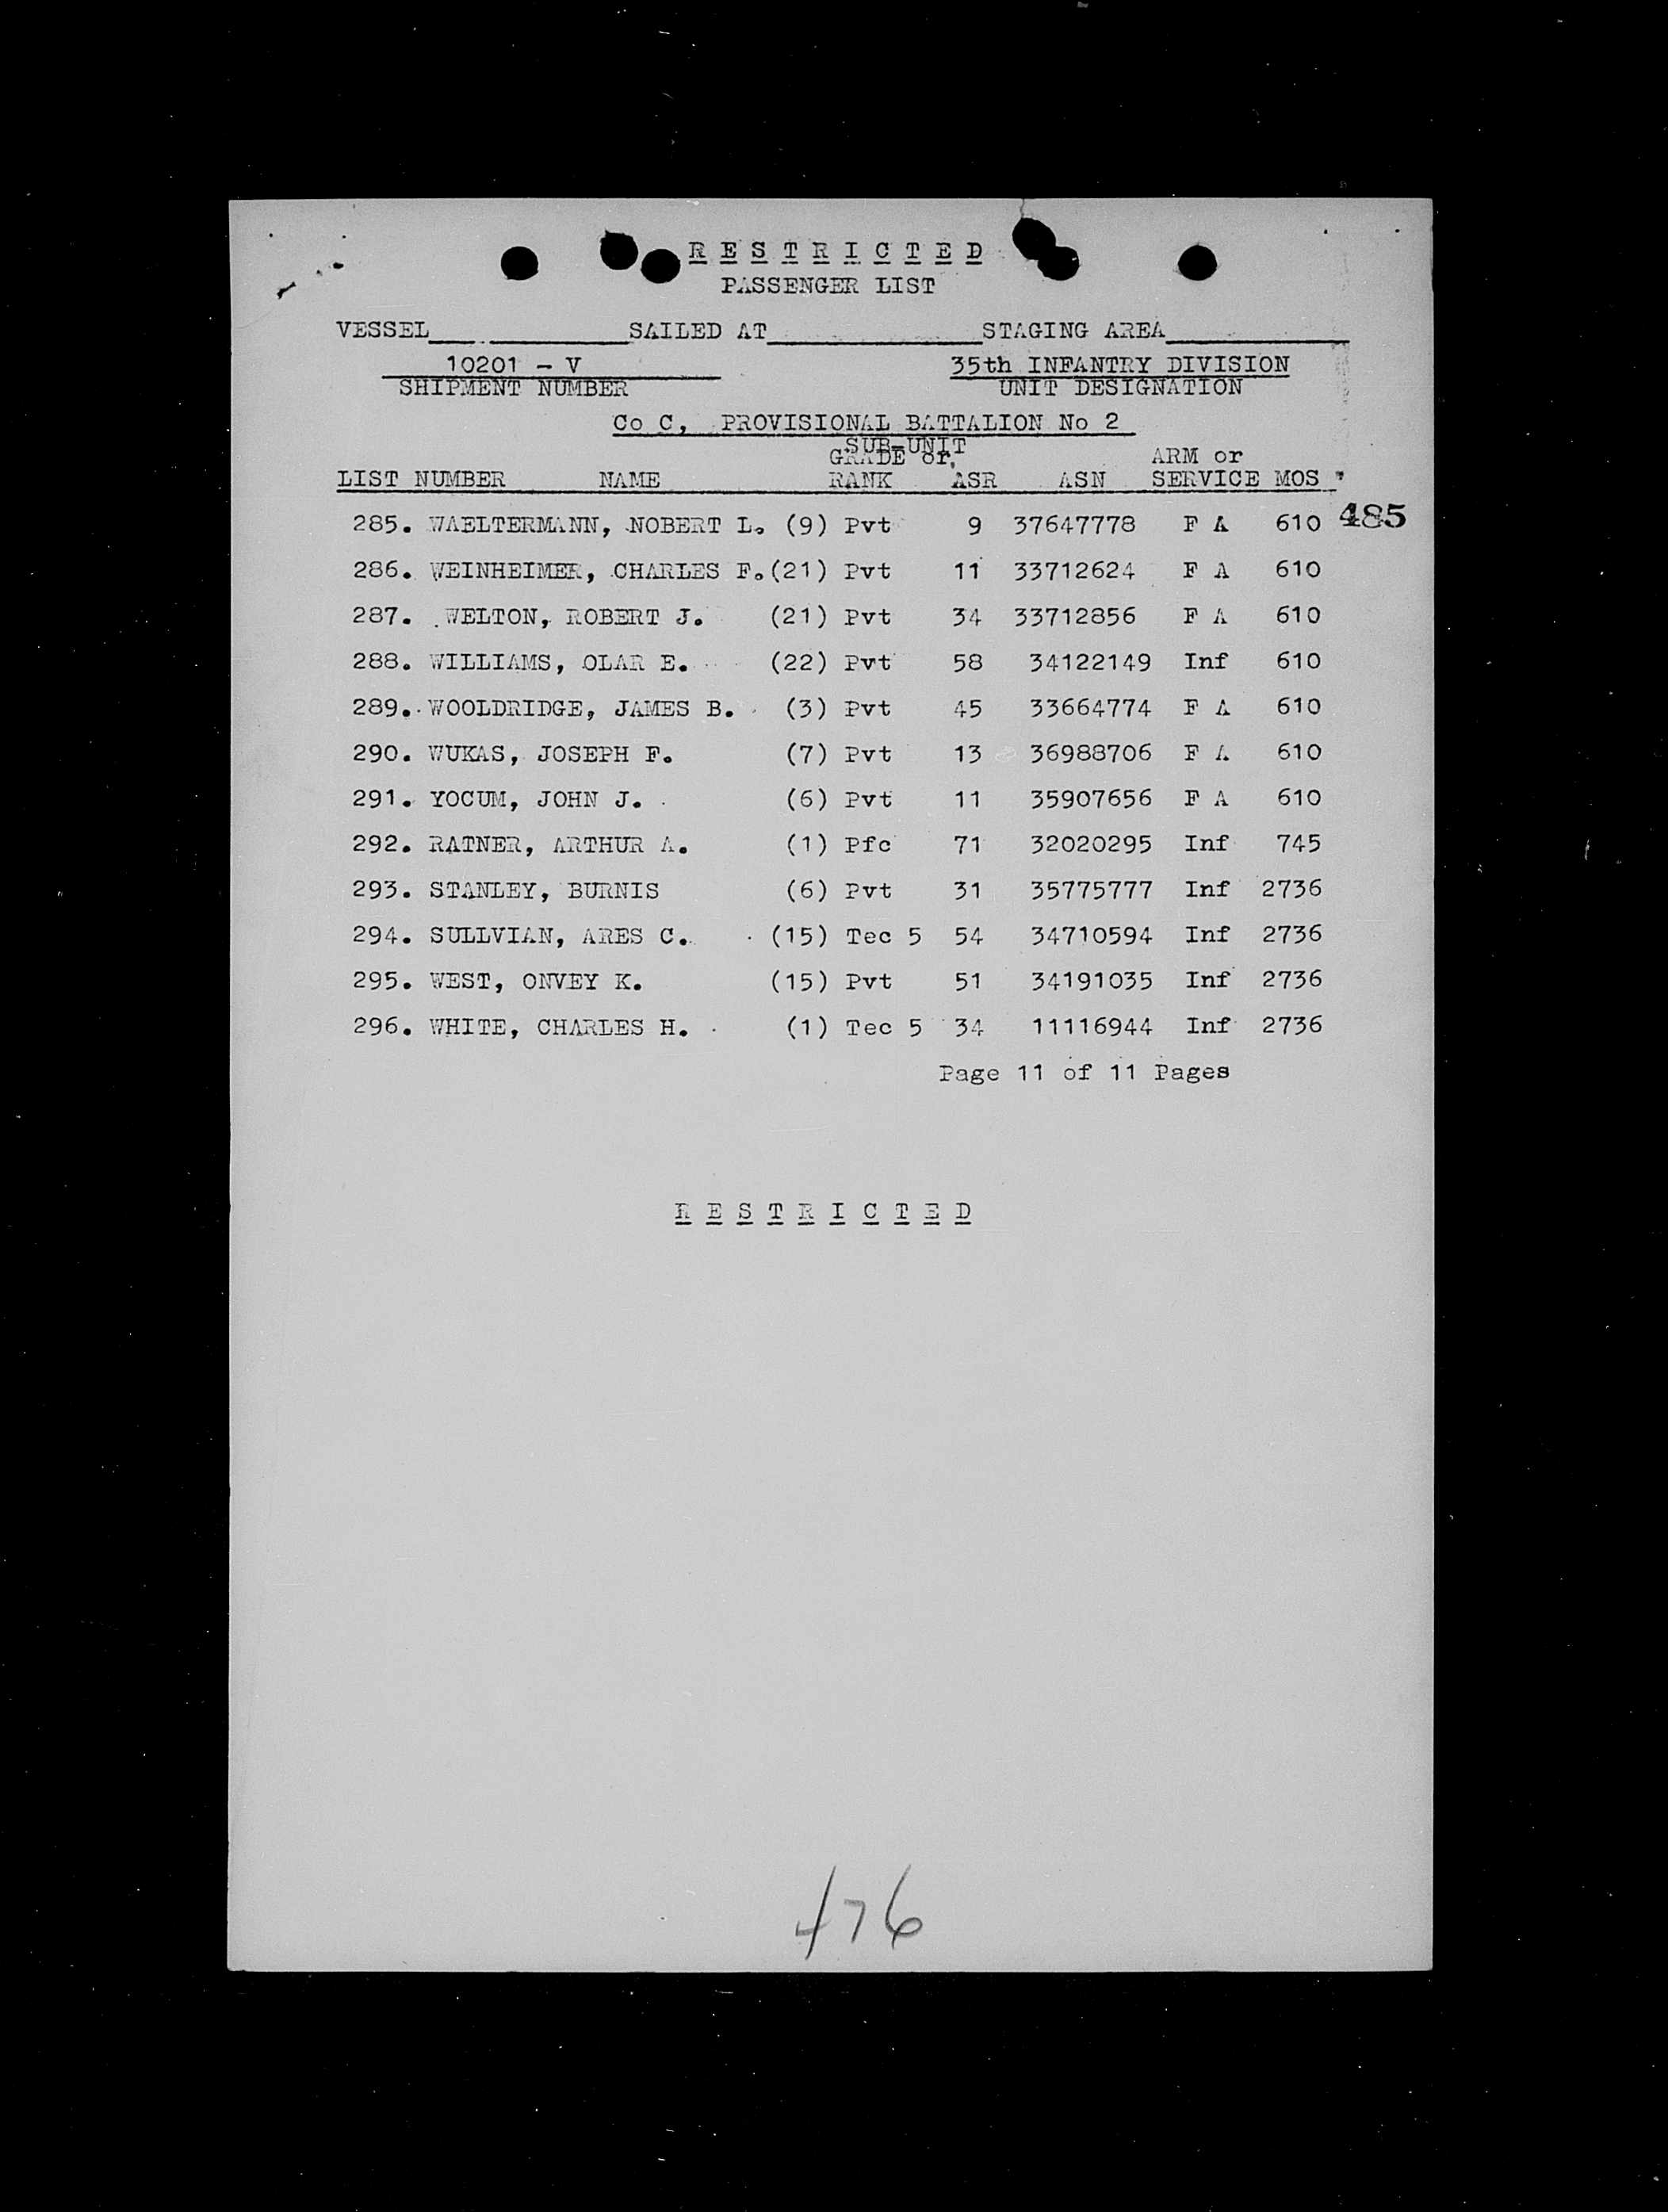 R E S T R I C T E D
PASSENGER LIST
VESSEL____________SAILED AT____________STAGING AREA____________
10201 - V 35th INFANTRY DIVISION
SHIPMENT NUMBER UNIT DESIGNATION
Co C, PROVISIONAL BATTALION No 2
SUB-UNIT
GRADE or ARM or
LIST NUMBER NAME RANK ASR ASN SERVICE MOS
285. WAELTERMANN, NOBERT L. (9) Pvt 9 37647778 F A 610 485
286. WEINHEIMER, CHARLES F. (21) Pvt 11 33712624 F A 610
287. WELTON, ROBERT J. (21) Pvt 34 33712856 F A 610
288. WILLIAMS, OLAR E. (22) Pvt 58 34122149 Inf 610
289. WOOLDRIDGE, JAMES B. (3) Pvt 45 33664774 F A 610
290. WUKAS, JOSEPH F. (7) Pvt 13 36988706 F A 610
291. YOCUM, JOHN J. (6) Pvt 11 35907656 F A 610
292. RATNER, ARTHUR A. (1) Pfc 71 32020295 Inf 745
293. STANLEY, BURNIS (6) Pvt 31 35775777 Inf 2736
294. SULLVIAN, ARES C. (15) Tec 5 54 34710594 Inf 2736
295. WEST, ONVEY K. (15) Pvt 51 34191035 Inf 2736
296. WHITE, CHARLES H. (1) Tec 5 34 11116944 Inf 2736
Page 11 of 11 Pages
R E S T R I C T E D
476